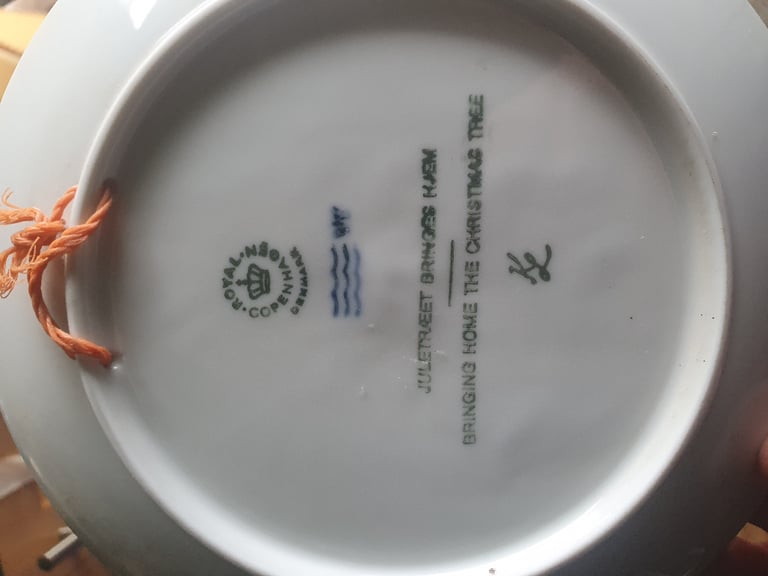 ROYAL
COPENHAGEN
DENMARK
JULETRÆET BRINGES HJEM
BRINGING HOME THE CHRISTMAS TREE